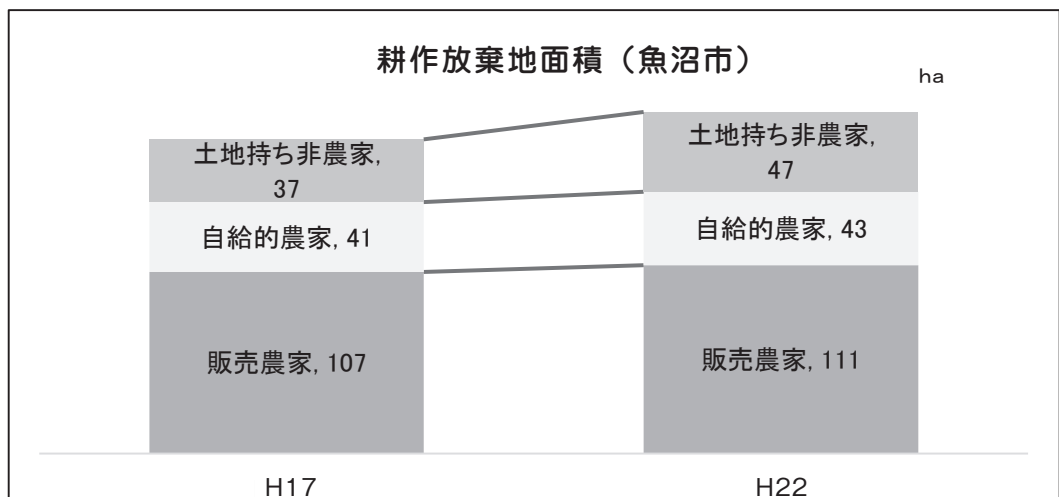 耕作放棄地面積（魚沼市）
ha
土地持ち非農家,
37
自給的農家, 41
販売農家, 107
土地持ち非農家,
47
自給的農家, 43
販売農家, 111
H17
H22